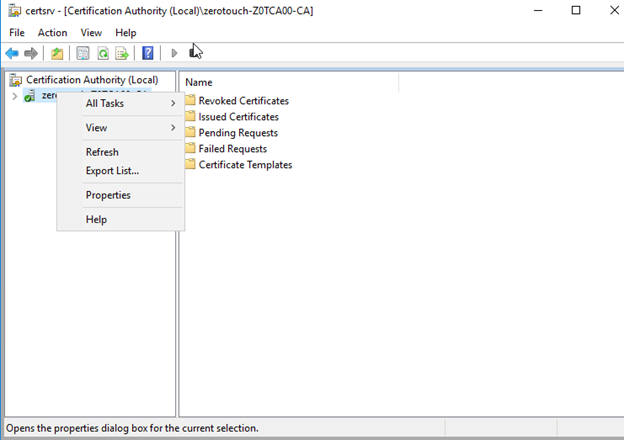 certsrv - [Certification Authority (Local)\zerotouch-Z0TCA00-CA]
File Action View Help
Certification Authority (Local)
Name
All Tasks
View
Refresh
Export List...
Properties
Help
Revoked Certificates
Issued Certificates
Pending Requests
Failed Requests
Certificate Templates
Opens the properties dialog box for the current selection.